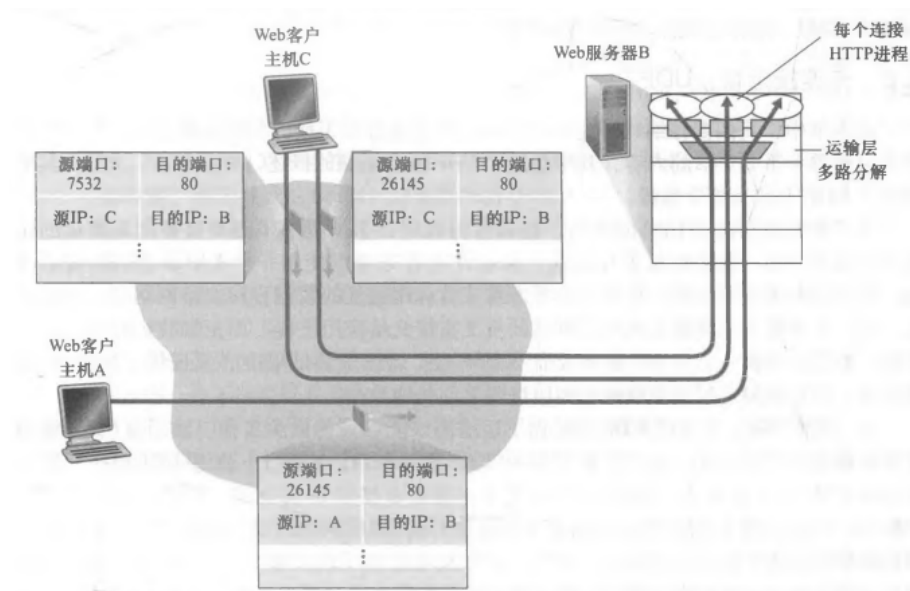 Web客户
主机C
Web服务器B
每个连接
HTTP进程
运输层
多路分解
源端口:
7532
目的端口:
80
源IP: C
目的IP: B
⋮
源端口:
26145
目的端口:
80
源IP: C
目的IP: B
⋮
Web客户
主机A
源端口:
26145
目的端口:
80
源IP: A
目的IP: B
⋮